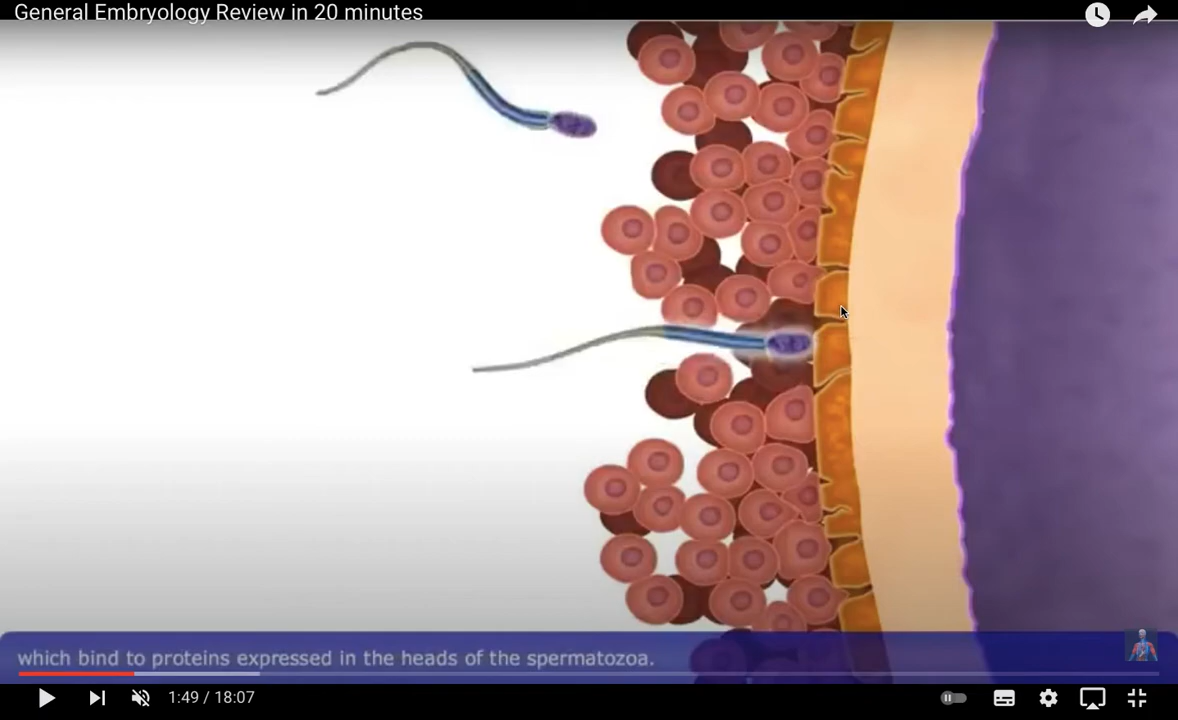 General Embryology Review in 20 minutes
which bind to proteins expressed in the heads of the spermatozoa.
1:49 / 18:07